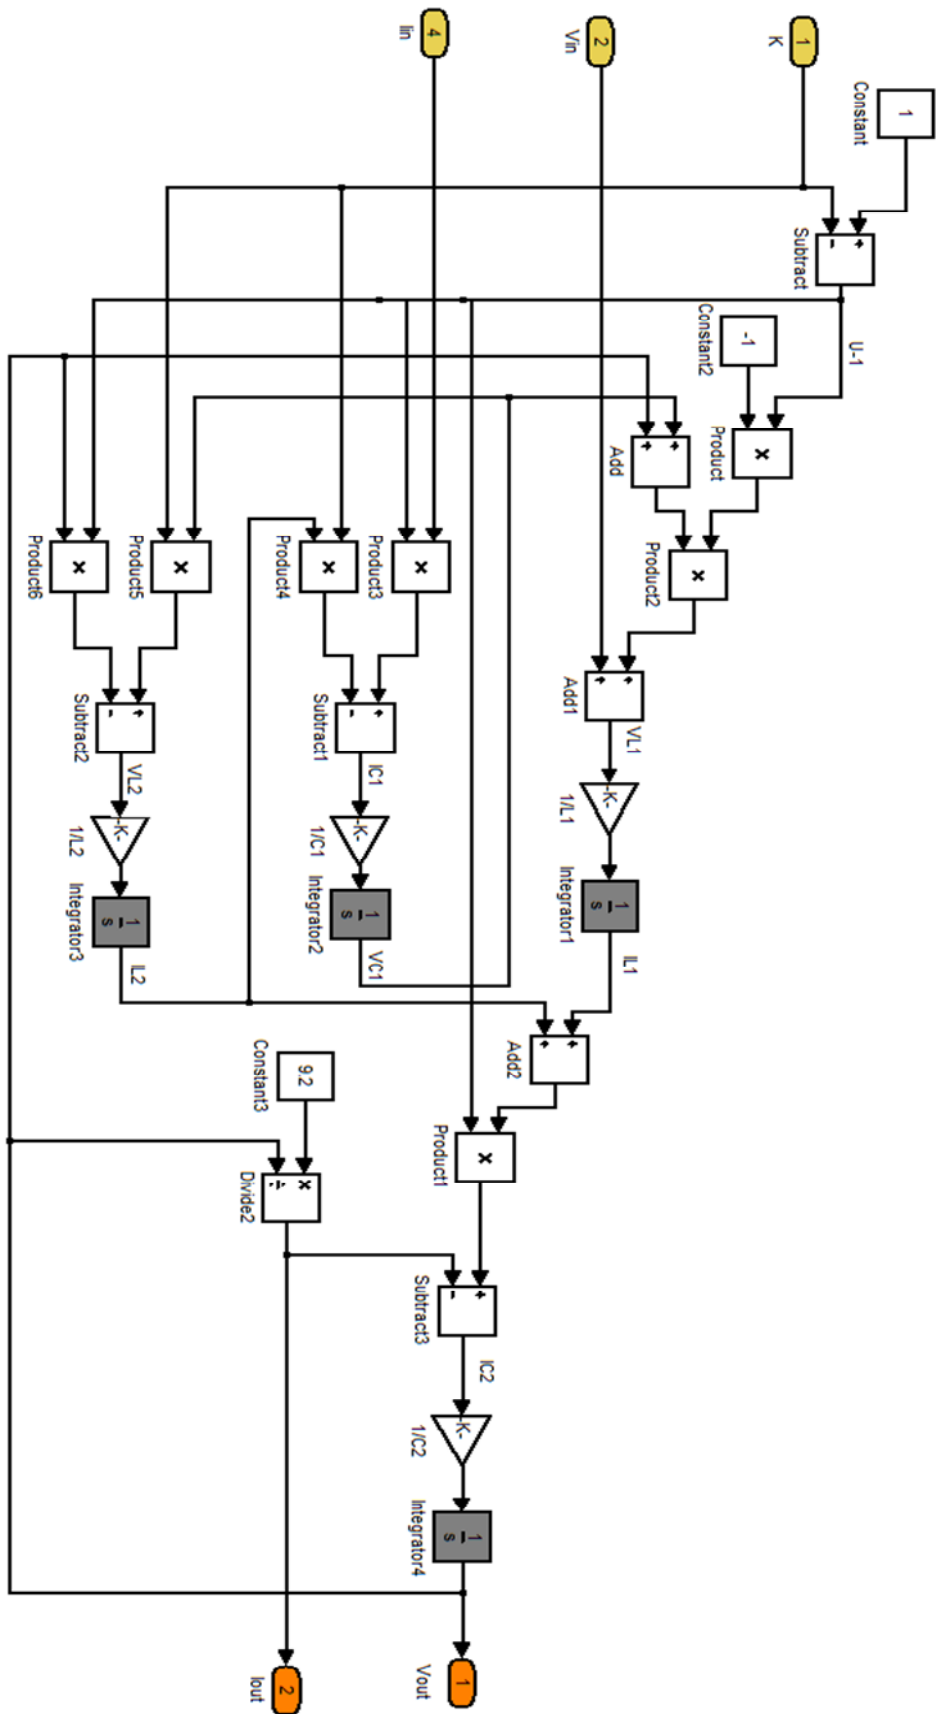 1
Constant
1
K
2
Vin
4
Iin
+
-
Subtract
U-1
-1
Constant2
×
Product
+
+
Add
×
Product2
×
Product3
×
Product4
×
Product5
×
Product6
+
+
Add1
VL1
-K-
1/L1
1
s
Integrator1
IL1
+
-
Subtract1
IC1
-K-
1/C1
1
s
Integrator2
VC1
+
-
Subtract2
VL2
-K-
1/L2
1
s
Integrator3
IL2
+
+
Add2
×
Product1
9.2
Constant3
×
÷
Divide2
+
-
Subtract3
IC2
-K-
1/C2
1
s
Integrator4
1
Vout
2
Iout